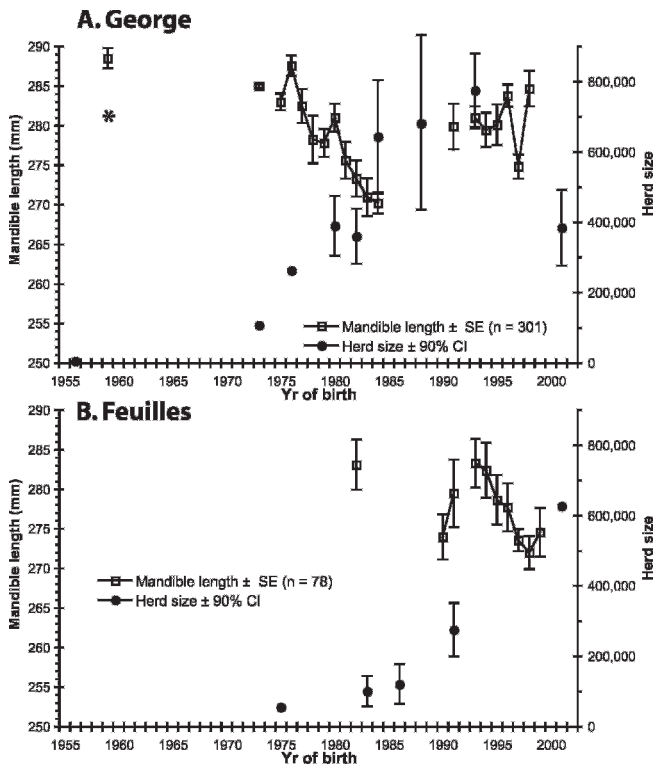 A. George
290
285
280
275
270
265
260
255
250
Mandible length (mm)
*
800,000
600,000
400,000
200,000
0
Herd size
Mandible length ± SE (n = 301)
Herd size ± 90% CI
1955 1960 1965 1970 1975 1980 1985 1990 1995 2000
Yr of birth
B. Feuilles
290
285
280
275
270
265
260
255
250
Mandible length (mm)
800,000
600,000
400,000
200,000
0
Herd size
Mandible length ± SE (n = 78)
Herd size ± 90% CI
1955 1960 1965 1970 1975 1980 1985 1990 1995 2000
Yr of birth